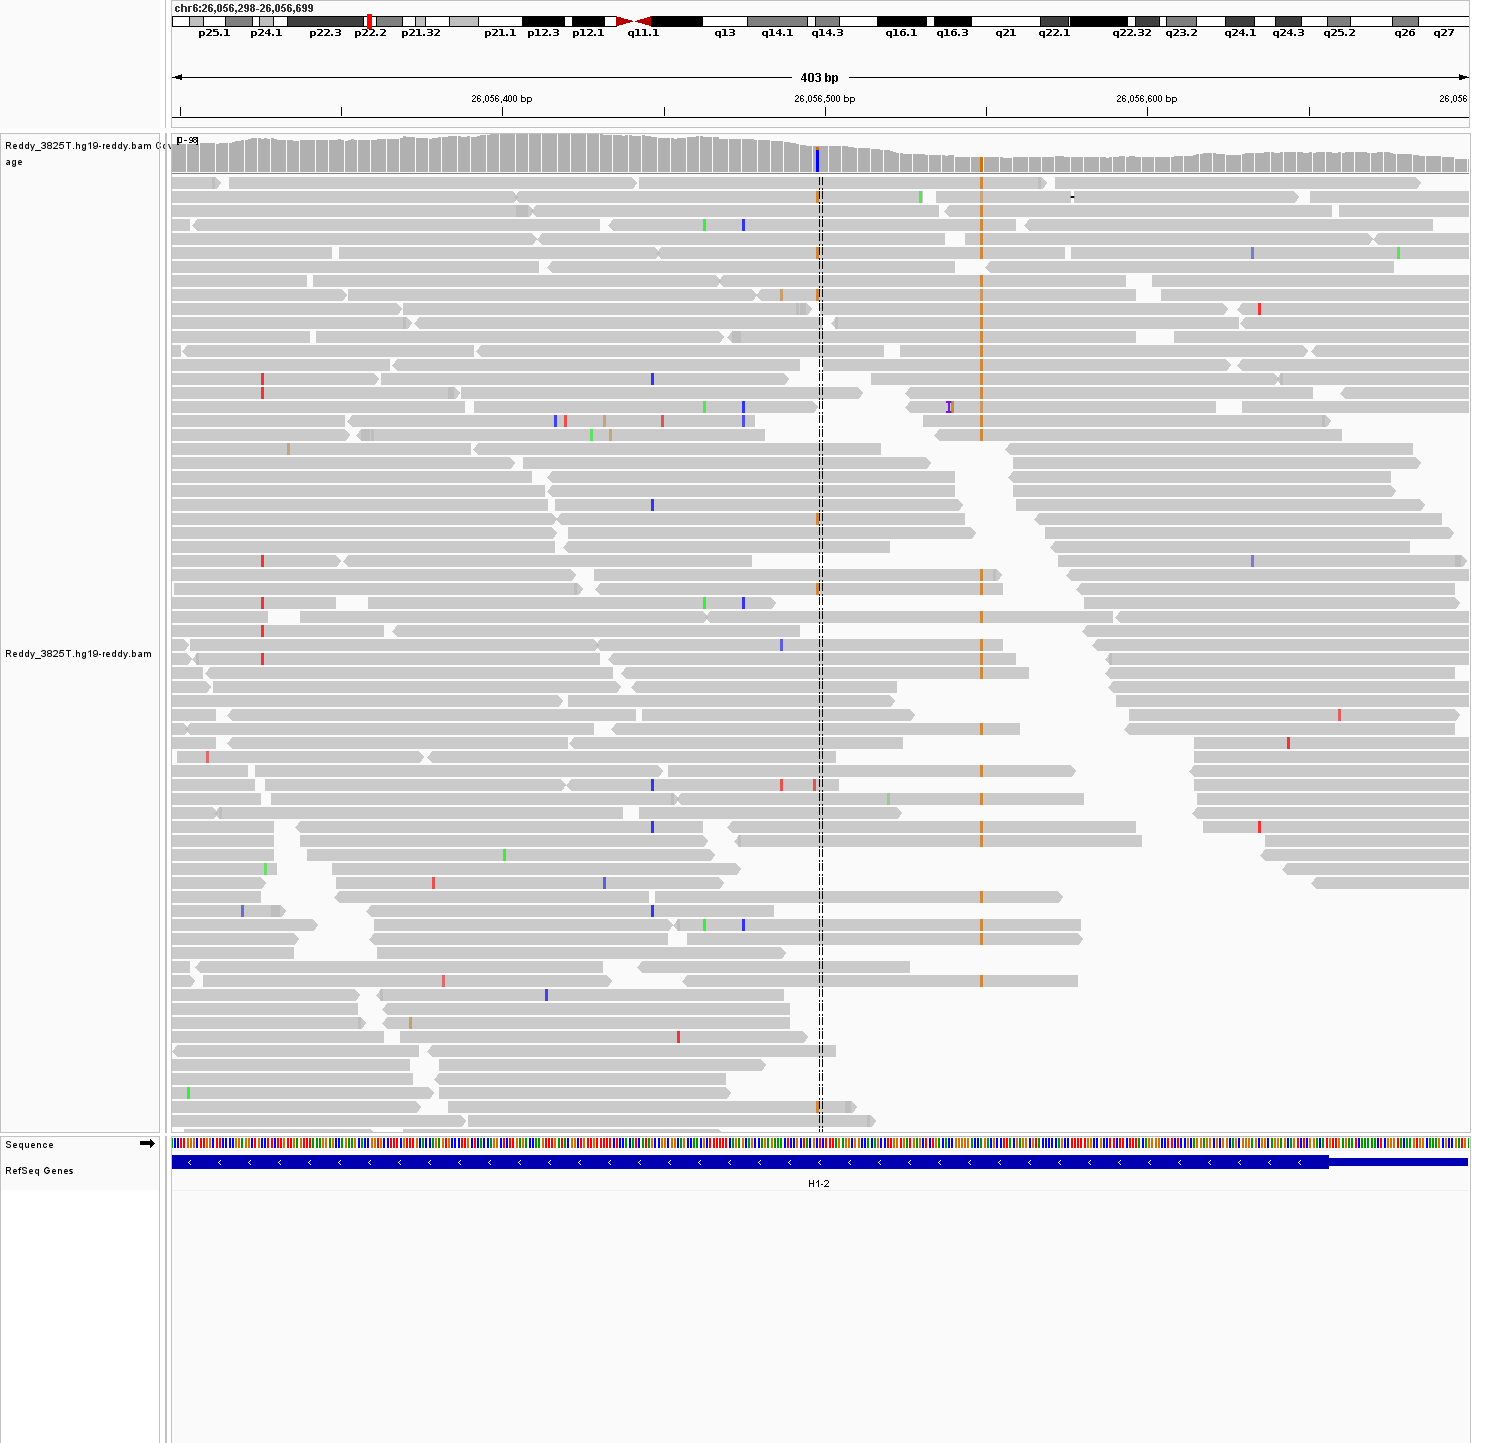 chr6:26,056,298-26,056,699
p25.1 p24.1 p22.3 p22.2 p21.32 p21.1 p12.3 p12.1 q11.1 q13 q14.1 q14.3 q16.1 q16.3 q21 q22.1 q22.32 q23.2 q24.1 q24.3 q25.2 q26 q27
403 bp
26,056,400 bp 26,056,500 bp 26,056,600 bp 26,056
Reddy_3825T.hg19-reddy.bam Cov
age
Reddy_3825T.hg19-reddy.bam
Sequence
RefSeq Genes
H1-2